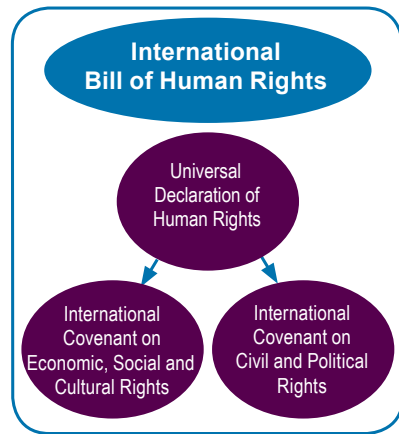 International
Bill of Human Rights
Universal
Declaration of
Human Rights
International
Covenant on
Economic, Social and
Cultural Rights
International
Covenant on
Civil and Political
Rights